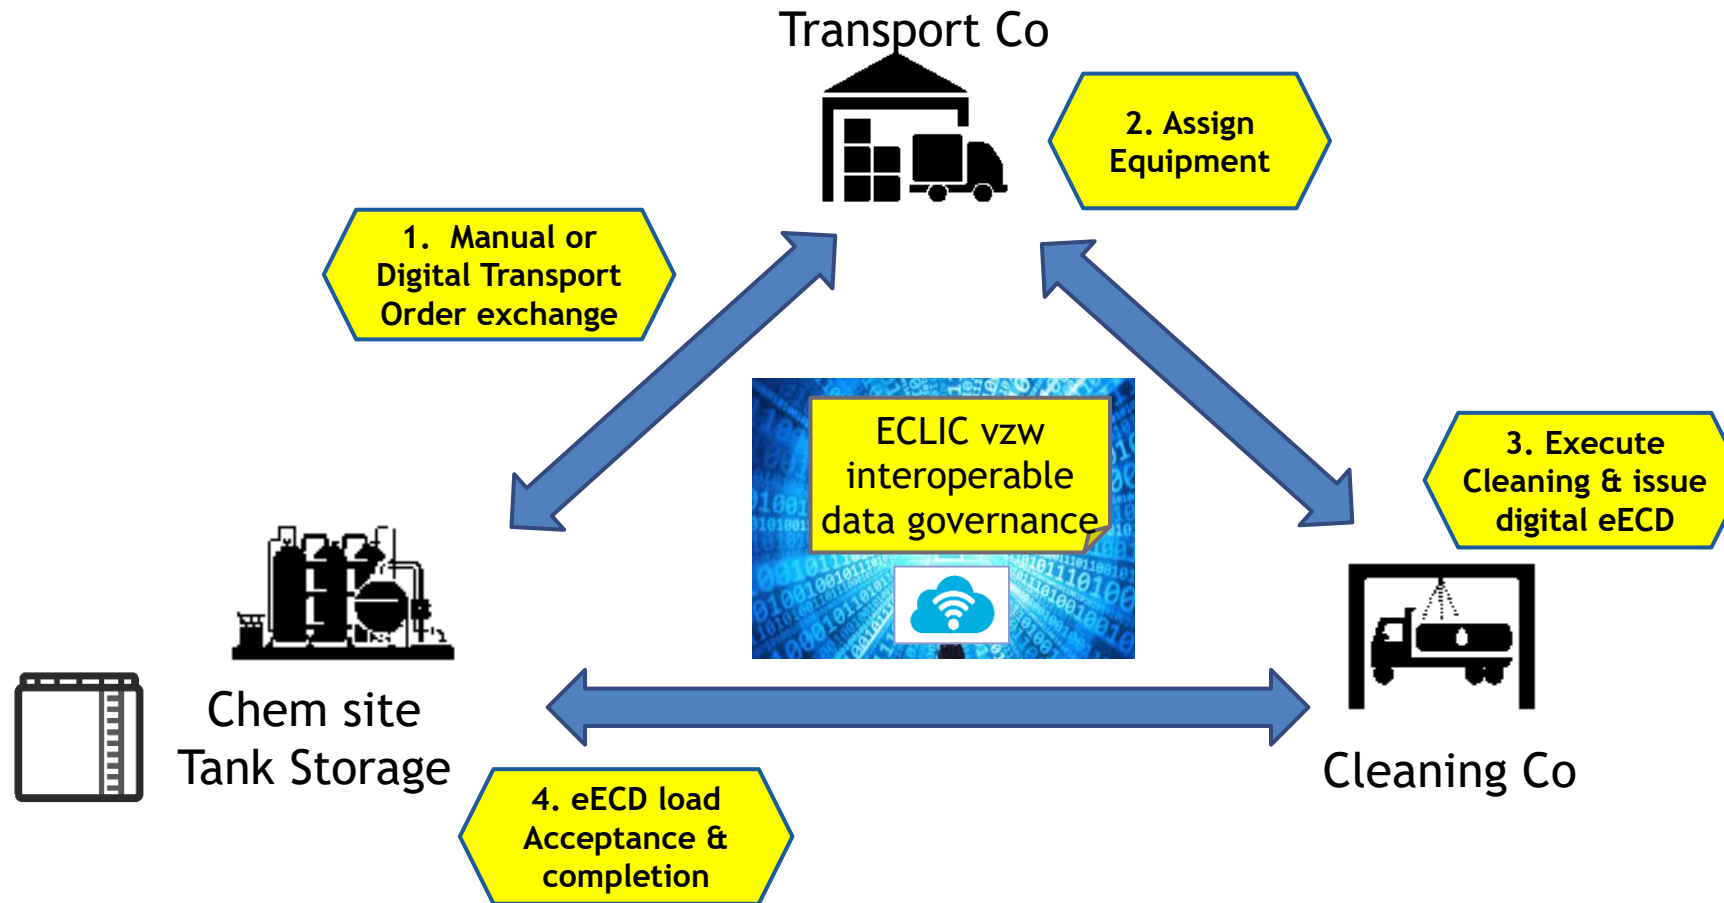 Transport Co
2. Assign
Equipment
1. Manual or
Digital Transport
Order exchange
ECLIC vzw
interoperable
data governance
3. Execute
Cleaning & issue
digital eECD
Chem site
Tank Storage
Cleaning Co
4. eECD load
Acceptance &
completion